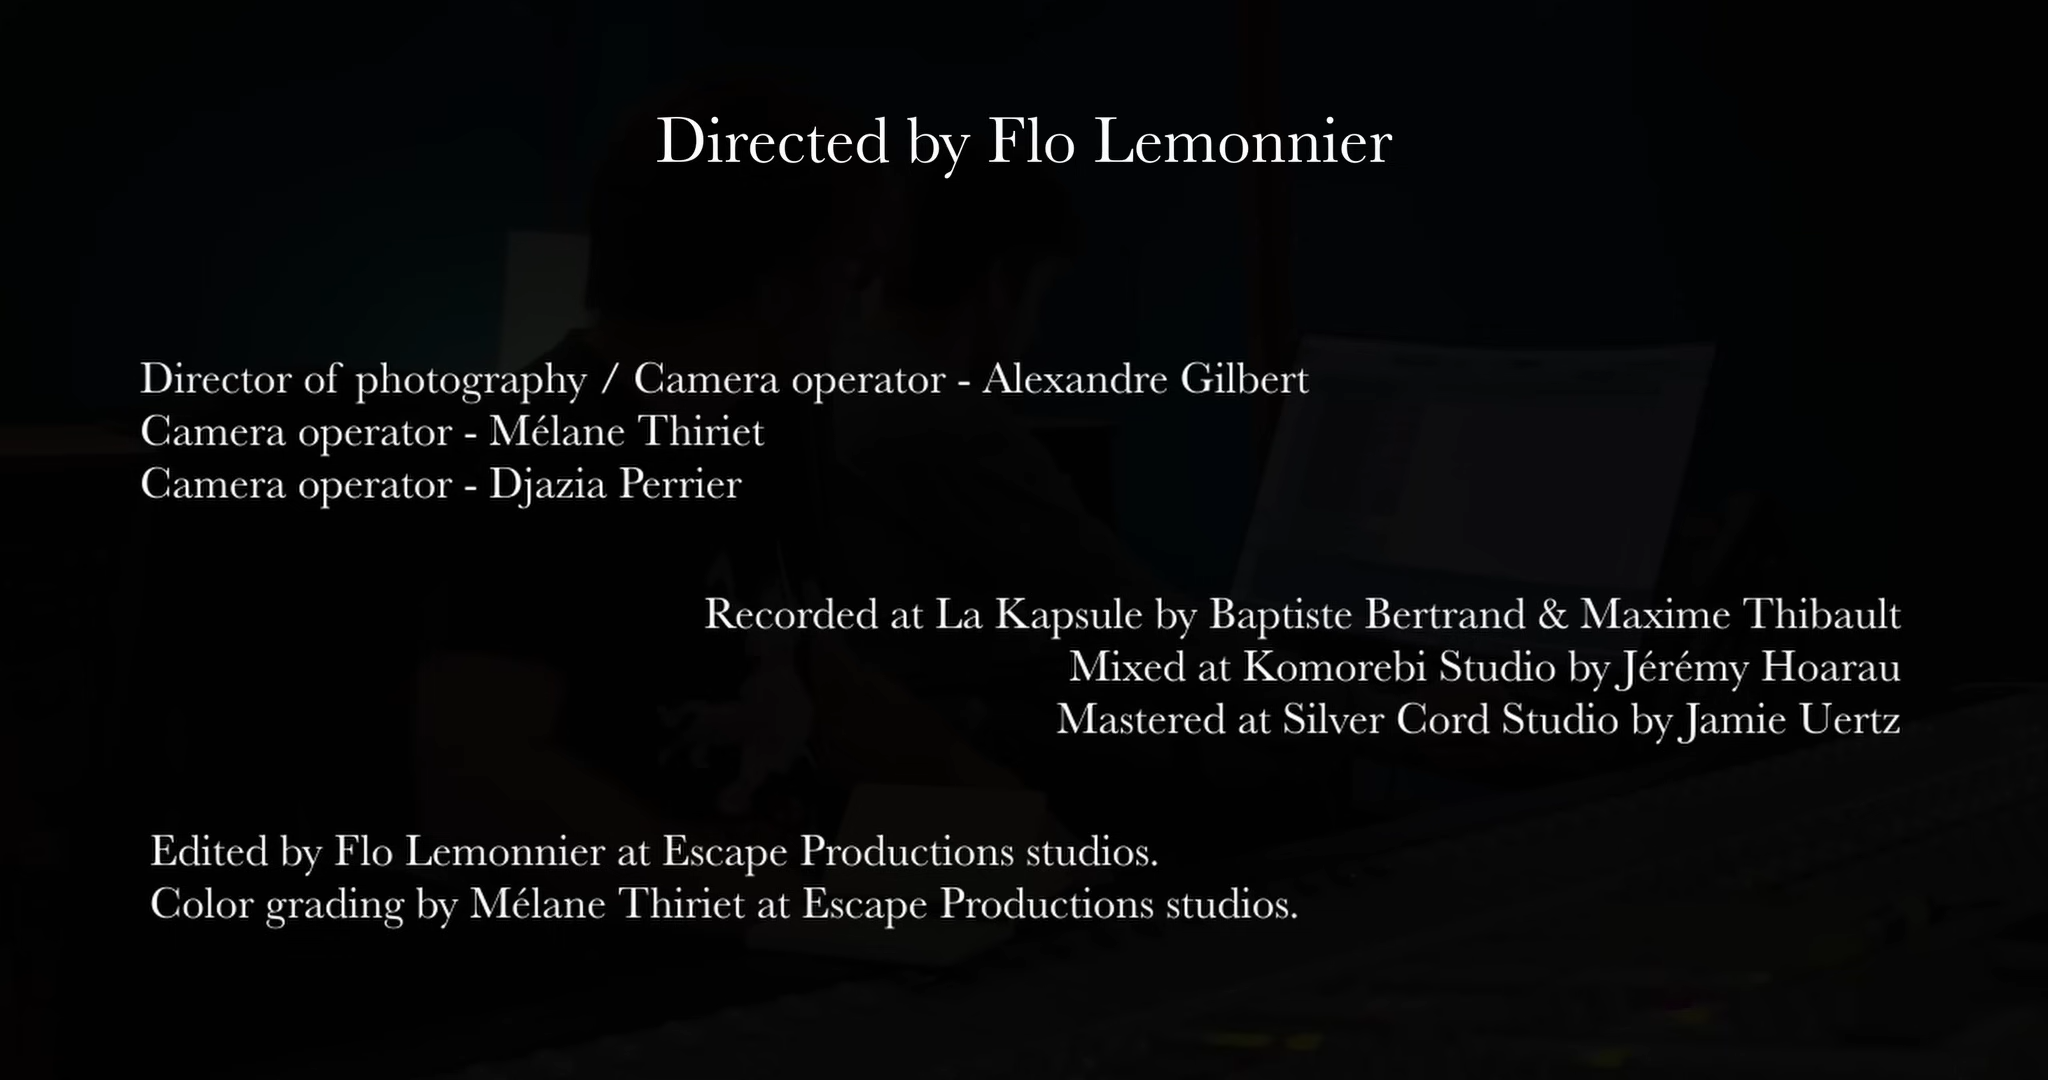 Directed by Flo Lemonnier
Director of photography / Camera operator - Alexandre Gilbert
Camera operator - Mélane Thiriet
Camera operator - Djazia Perrier
Recorded at La Kapsule by Baptiste Bertrand & Maxime Thibault
Mixed at Komorebi Studio by Jérémy Hoarau
Mastered at Silver Cord Studio by Jamie Uertz
Edited by Flo Lemonnier at Escape Productions studios.
Color grading by Mélane Thiriet at Escape Productions studios.